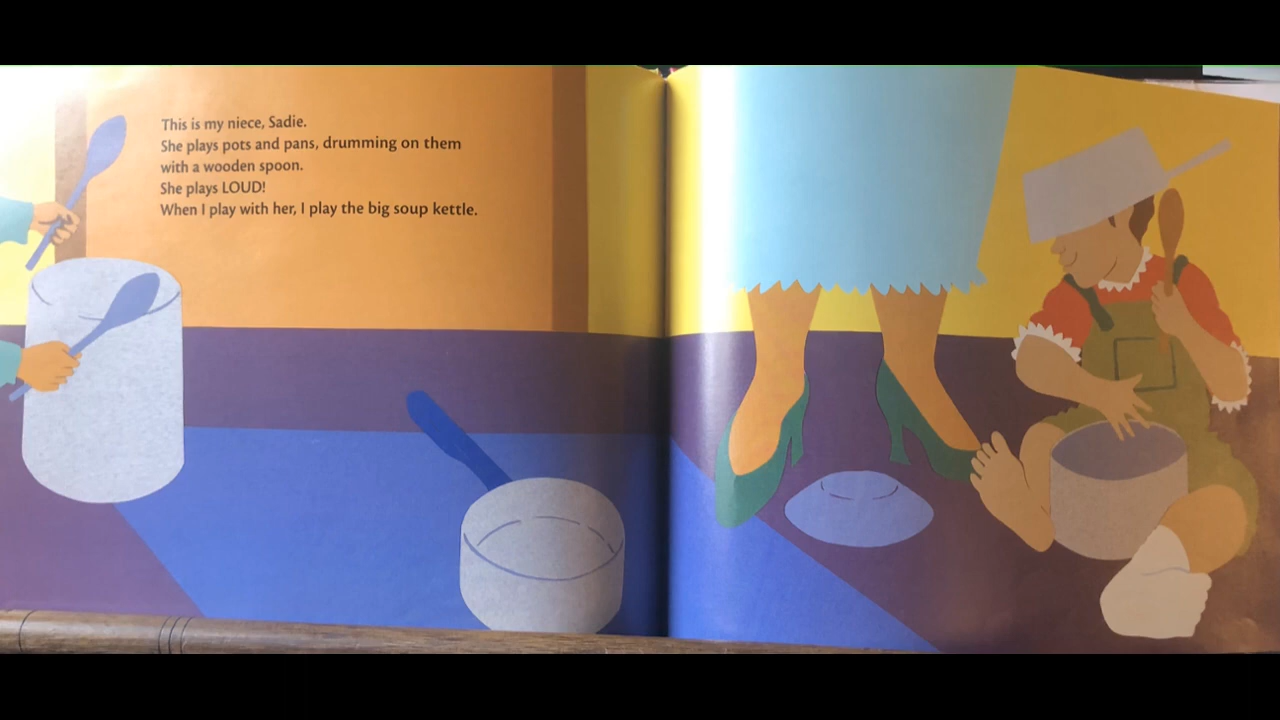 This is my niece, Sadie.
She plays pots and pans, drumming on them
with a wooden spoon.
She plays LOUD!
When I play with her, I play the big soup kettle.